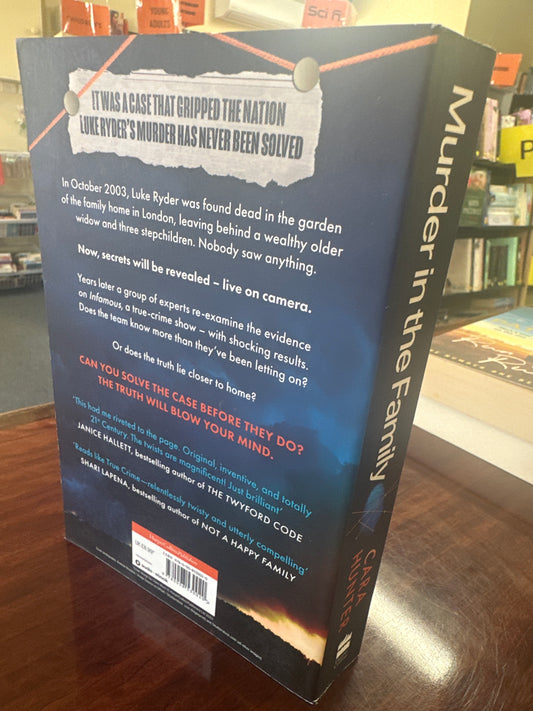 YOUNG
ADULTS
Sci fi
IT WAS A CASE THAT GRIPPED THE NATION
LUKE RYDER'S MURDER HAS NEVER BEEN SOLVED
In October 2003, Luke Ryder was found dead in the garden
of the family home in London, leaving behind a wealthy older
widow and three stepchildren. Nobody saw anything.
Now, secrets will be revealed – live on camera.
Years later a group of experts re-examine the evidence
on Infamous, a true-crime show – with shocking results.
Does the team know more than they've been letting on?
Or does the truth lie closer to home?
CAN YOU SOLVE THE CASE BEFORE THEY DO?
THE TRUTH WILL BLOW YOUR MIND.
'This had me riveted to the page. Original, inventive, and totally
21st Century. The twists are magnificent! Just brilliant'
JANICE HALLETT, bestselling author of THE TWYFORD CODE
'Reads like True Crime—relentlessly twisty and utterly compelling'
SHARI LAPENA, bestselling author of NOT A HAPPY FAMILY
HarperCollinsPublishers
Murder in the Family
CARA
HUNTER